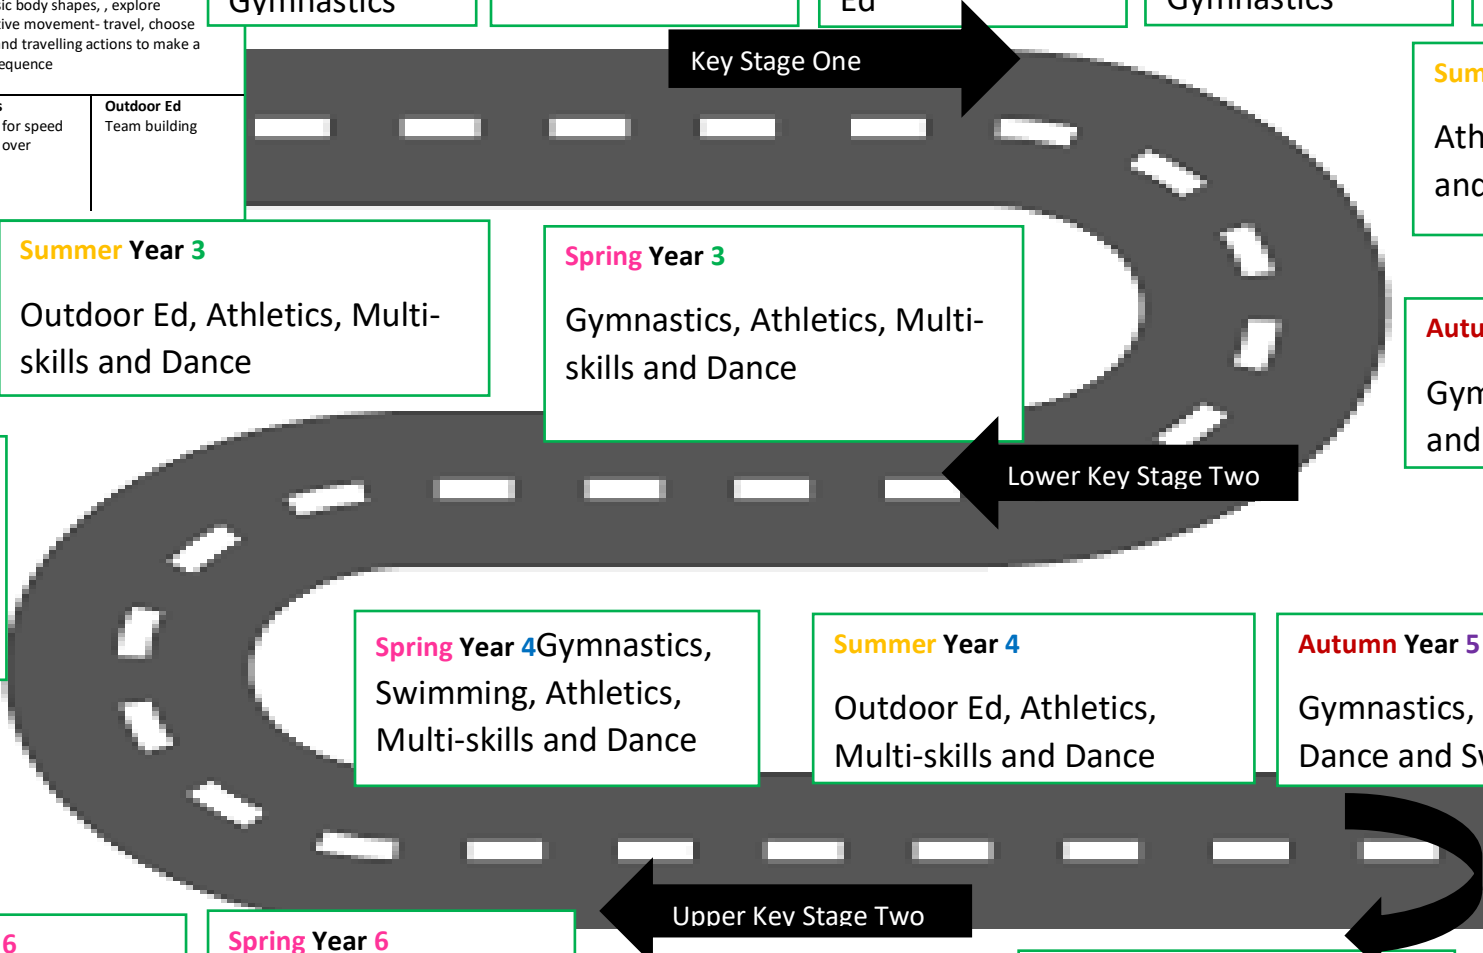 sic body shapes, , explore
tive movement- travel, choose
nd travelling actions to make a
equence
Gymnastics
Ed
Gymnastics
Key Stage One
Sum
Ath
and
s
for speed
over
Outdoor Ed
Team building
Summer Year 3
Outdoor Ed, Athletics, Multi-
skills and Dance
Spring Year 3
Gymnastics, Athletics, Multi-
skills and Dance
Autu
Gym
and
Lower Key Stage Two
Spring Year 4Gymnastics,
Swimming, Athletics,
Multi-skills and Dance
Summer Year 4
Outdoor Ed, Athletics,
Multi-skills and Dance
Autumn Year 5
Gymnastics,
Dance and Sw
Upper Key Stage Two
6
Spring Year 6